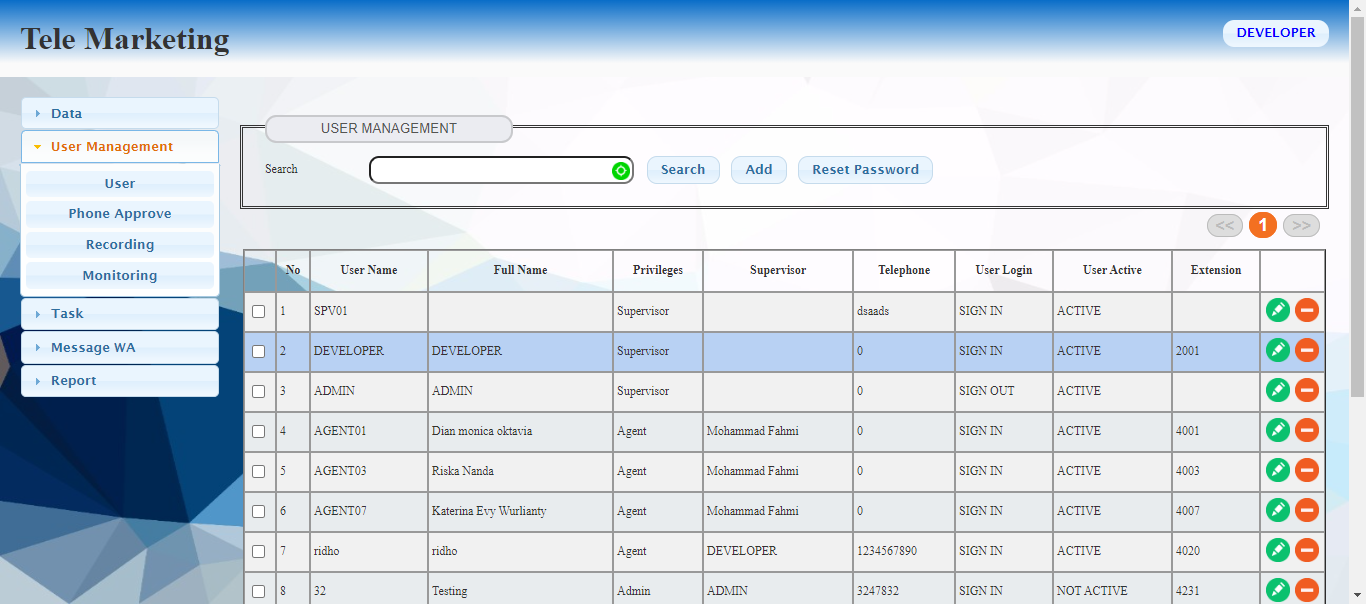 Tele Marketing
DEVELOPER
Data
User Management
User
Phone Approve
Recording
Monitoring
Task
Message WA
Report
USER MANAGEMENT
Search Search Add Reset Password
<< 1 >>
No User Name Full Name Privileges Supervisor Telephone User Login User Active Extension
1 SPV01 Supervisor dsaads SIGN IN ACTIVE
2 DEVELOPER DEVELOPER Supervisor 0 SIGN IN ACTIVE 2001
3 ADMIN ADMIN Supervisor 0 SIGN OUT ACTIVE
4 AGENT01 Dian monica oktavia Agent Mohammad Fahmi 0 SIGN IN ACTIVE 4001
5 AGENT03 Riska Nanda Agent Mohammad Fahmi 0 SIGN IN ACTIVE 4003
6 AGENT07 Katerina Evy Wurlianty Agent Mohammad Fahmi 0 SIGN IN ACTIVE 4007
7 ridho ridho Agent DEVELOPER 1234567890 SIGN IN ACTIVE 4020
8 32 Testing Admin ADMIN 3247832 SIGN IN NOT ACTIVE 4231